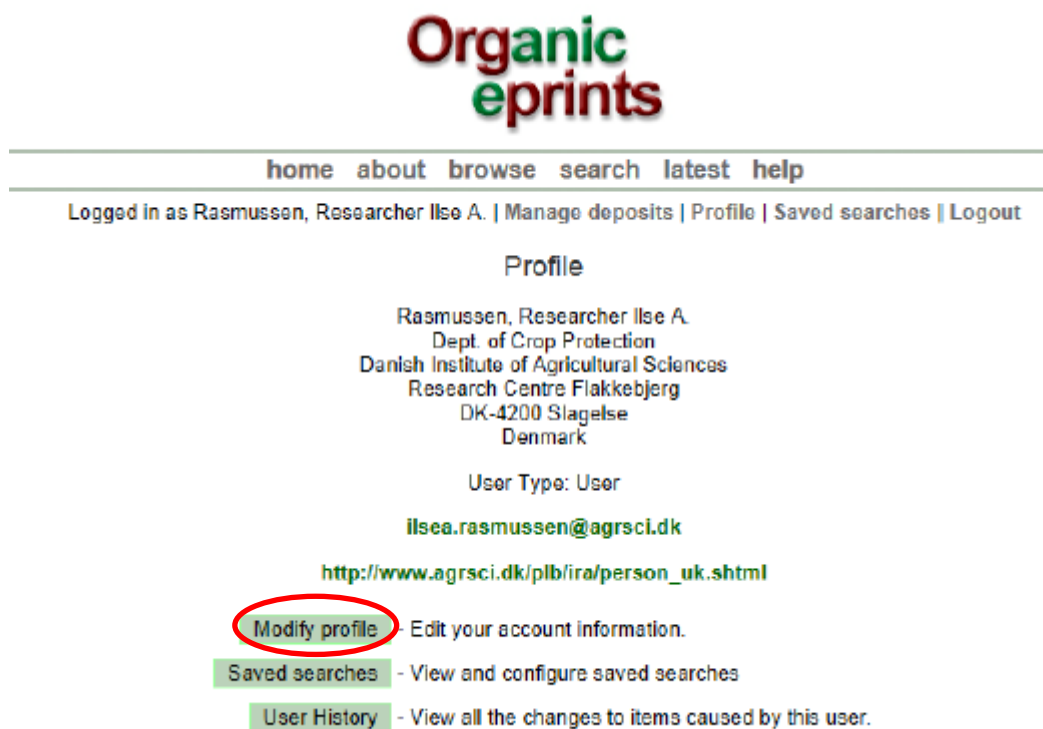 Organic
eprints
home about browse search latest help
Logged in as Rasmussen, Researcher Ilse A. | Manage deposits | Profile | Saved searches || Logout
Profile
Rasmussen, Researcher Ilse A.
Dept. of Crop Protection
Danish Institute of Agricultural Sciences
Research Centre Flakkebjerg
DK-4200 Slagelse
Denmark
User Type: User
ilsea.rasmussen@agrsci.dk
http://www.agrsci.dk/plb/ira/person_uk.shtml
Modify profile - Edit your account information.
Saved searches - View and configure saved searches
User History - View all the changes to items caused by this user.